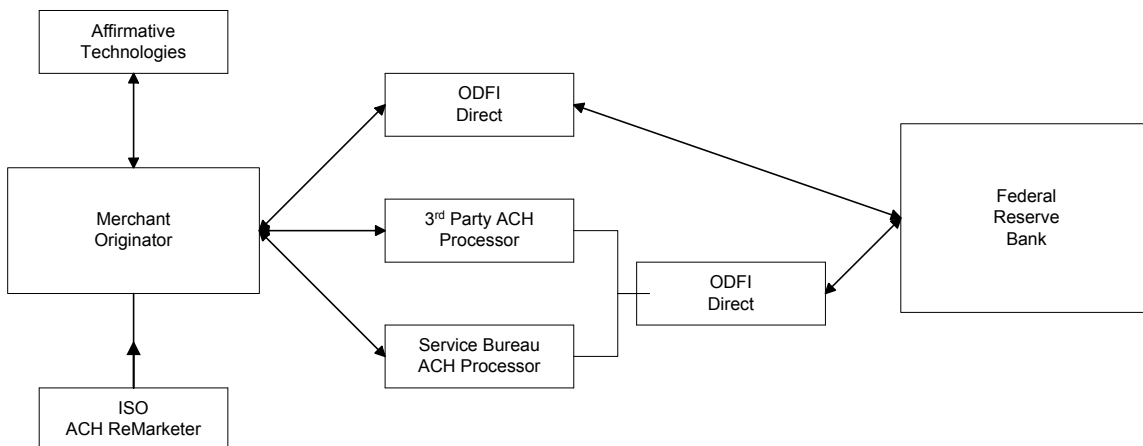 Affirmative
Technologies
ODFI
Direct
Merchant
Originator
3rd Party ACH
Processor
Federal
Reserve
Bank
ODFI
Direct
Service Bureau
ACH Processor
ISO
ACH ReMarketer